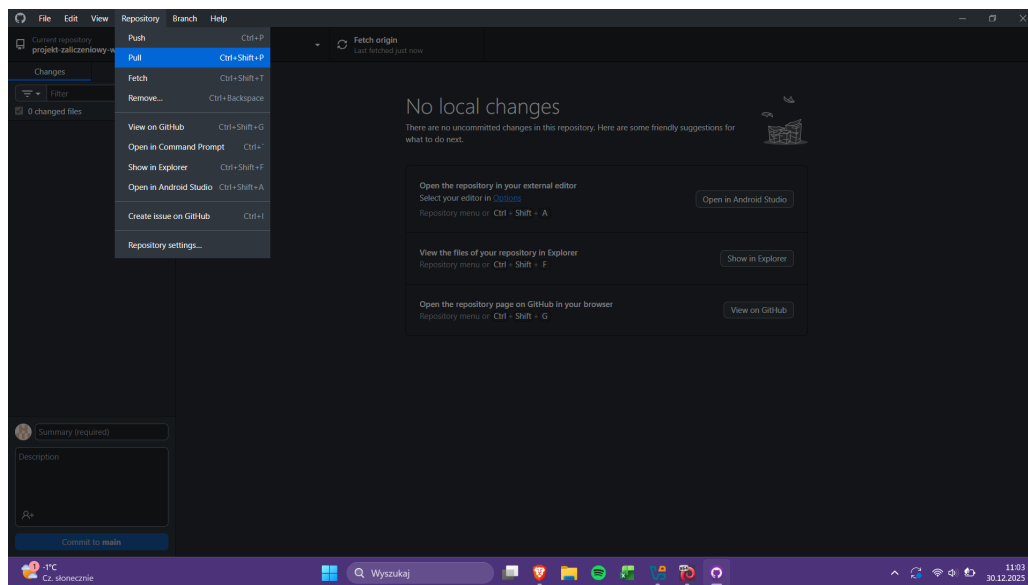 File Edit View Repository Branch Help
Current repository
projekt-zaliczeniowy-w
Fetch origin
Last fetched just now
Push Ctrl+P
Pull Ctrl+Shift+P
Fetch Ctrl+Shift+T
Remove... Ctrl+Backspace
View on GitHub Ctrl+Shift+G
Open in Command Prompt Ctrl+`
Show in Explorer Ctrl+Shift+F
Open in Android Studio Ctrl+Shift+A
Create issue on GitHub Ctrl+I
Repository settings...
Changes
Filter
0 changed files
No local changes
There are no uncommitted changes in this repository. Here are some friendly suggestions for
what to do next.
Open the repository in your external editor
Select your editor in Options
Repository menu or Ctrl + Shift + A
Open in Android Studio
View the files of your repository in Explorer
Repository menu or Ctrl + Shift + F
Show in Explorer
Open the repository page on GitHub in your browser
Repository menu or Ctrl + Shift + G
View on GitHub
Summary (required)
Description
Commit to main
1
-1°C
Cz. słonecznie
Wyszukaj
11:03
30.12.2023